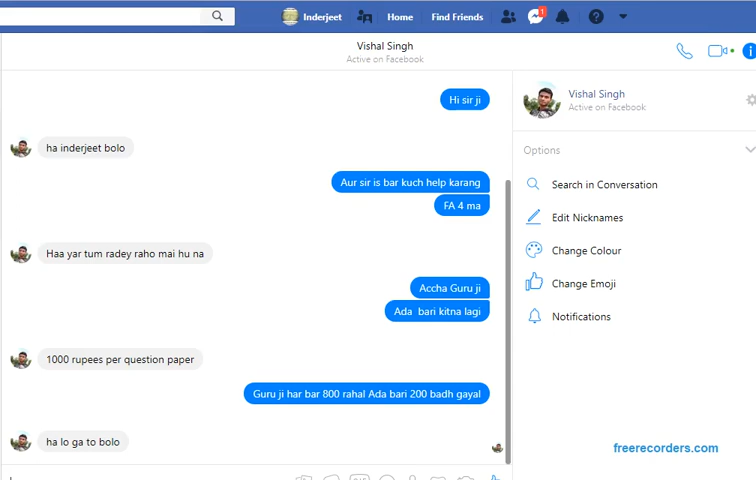 Inderjeet
Home
Find Friends
1
Vishal Singh
Active on Facebook
Hi sir ji
ha inderjeet bolo
Aur sir is bar kuch help karang
FA 4 ma
Haa yar tum radey raho mai hu na
Accha Guru ji
Ada bari kitna lagi
1000 rupees per question paper
Guru ji har bar 800 rahal Ada bari 200 badh gayal
ha lo ga to bolo
Vishal Singh
Active on Facebook
Options
Search in Conversation
Edit Nicknames
Change Colour
Change Emoji
Notifications
freerecorders.com